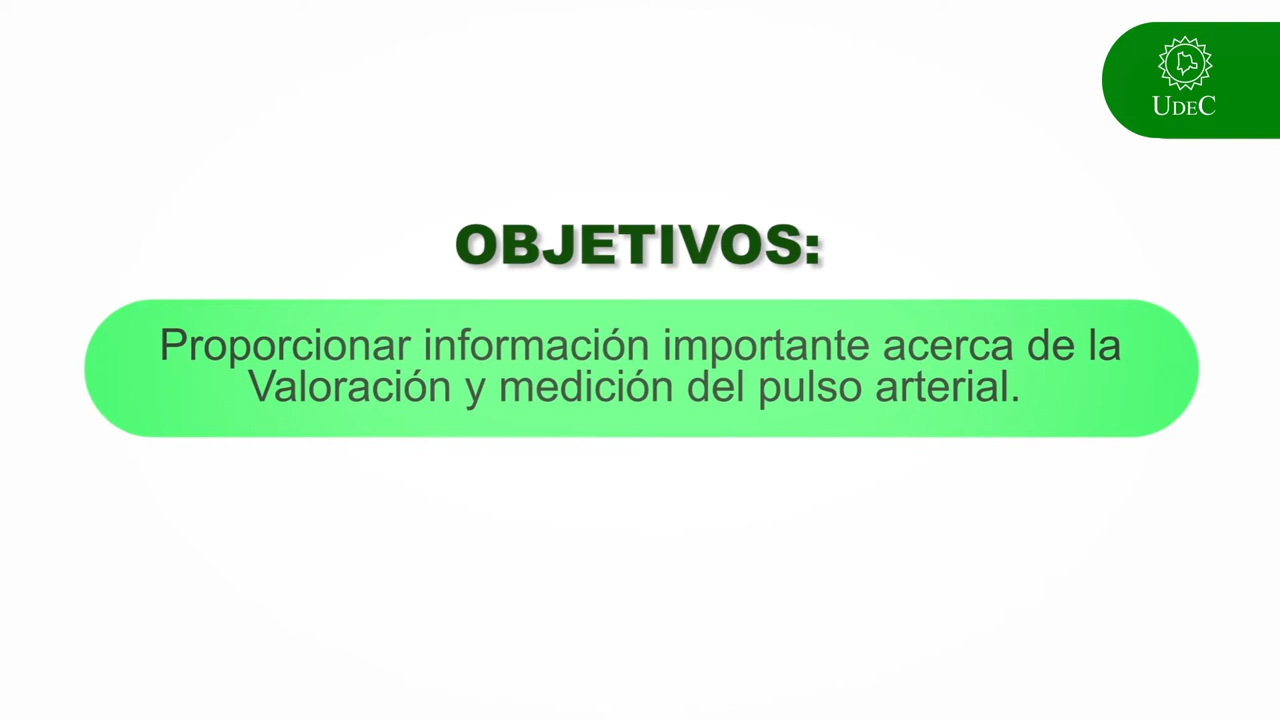 UDEC
OBJETIVOS:
Proporcionar información importante acerca de la
Valoración y medición del pulso arterial.